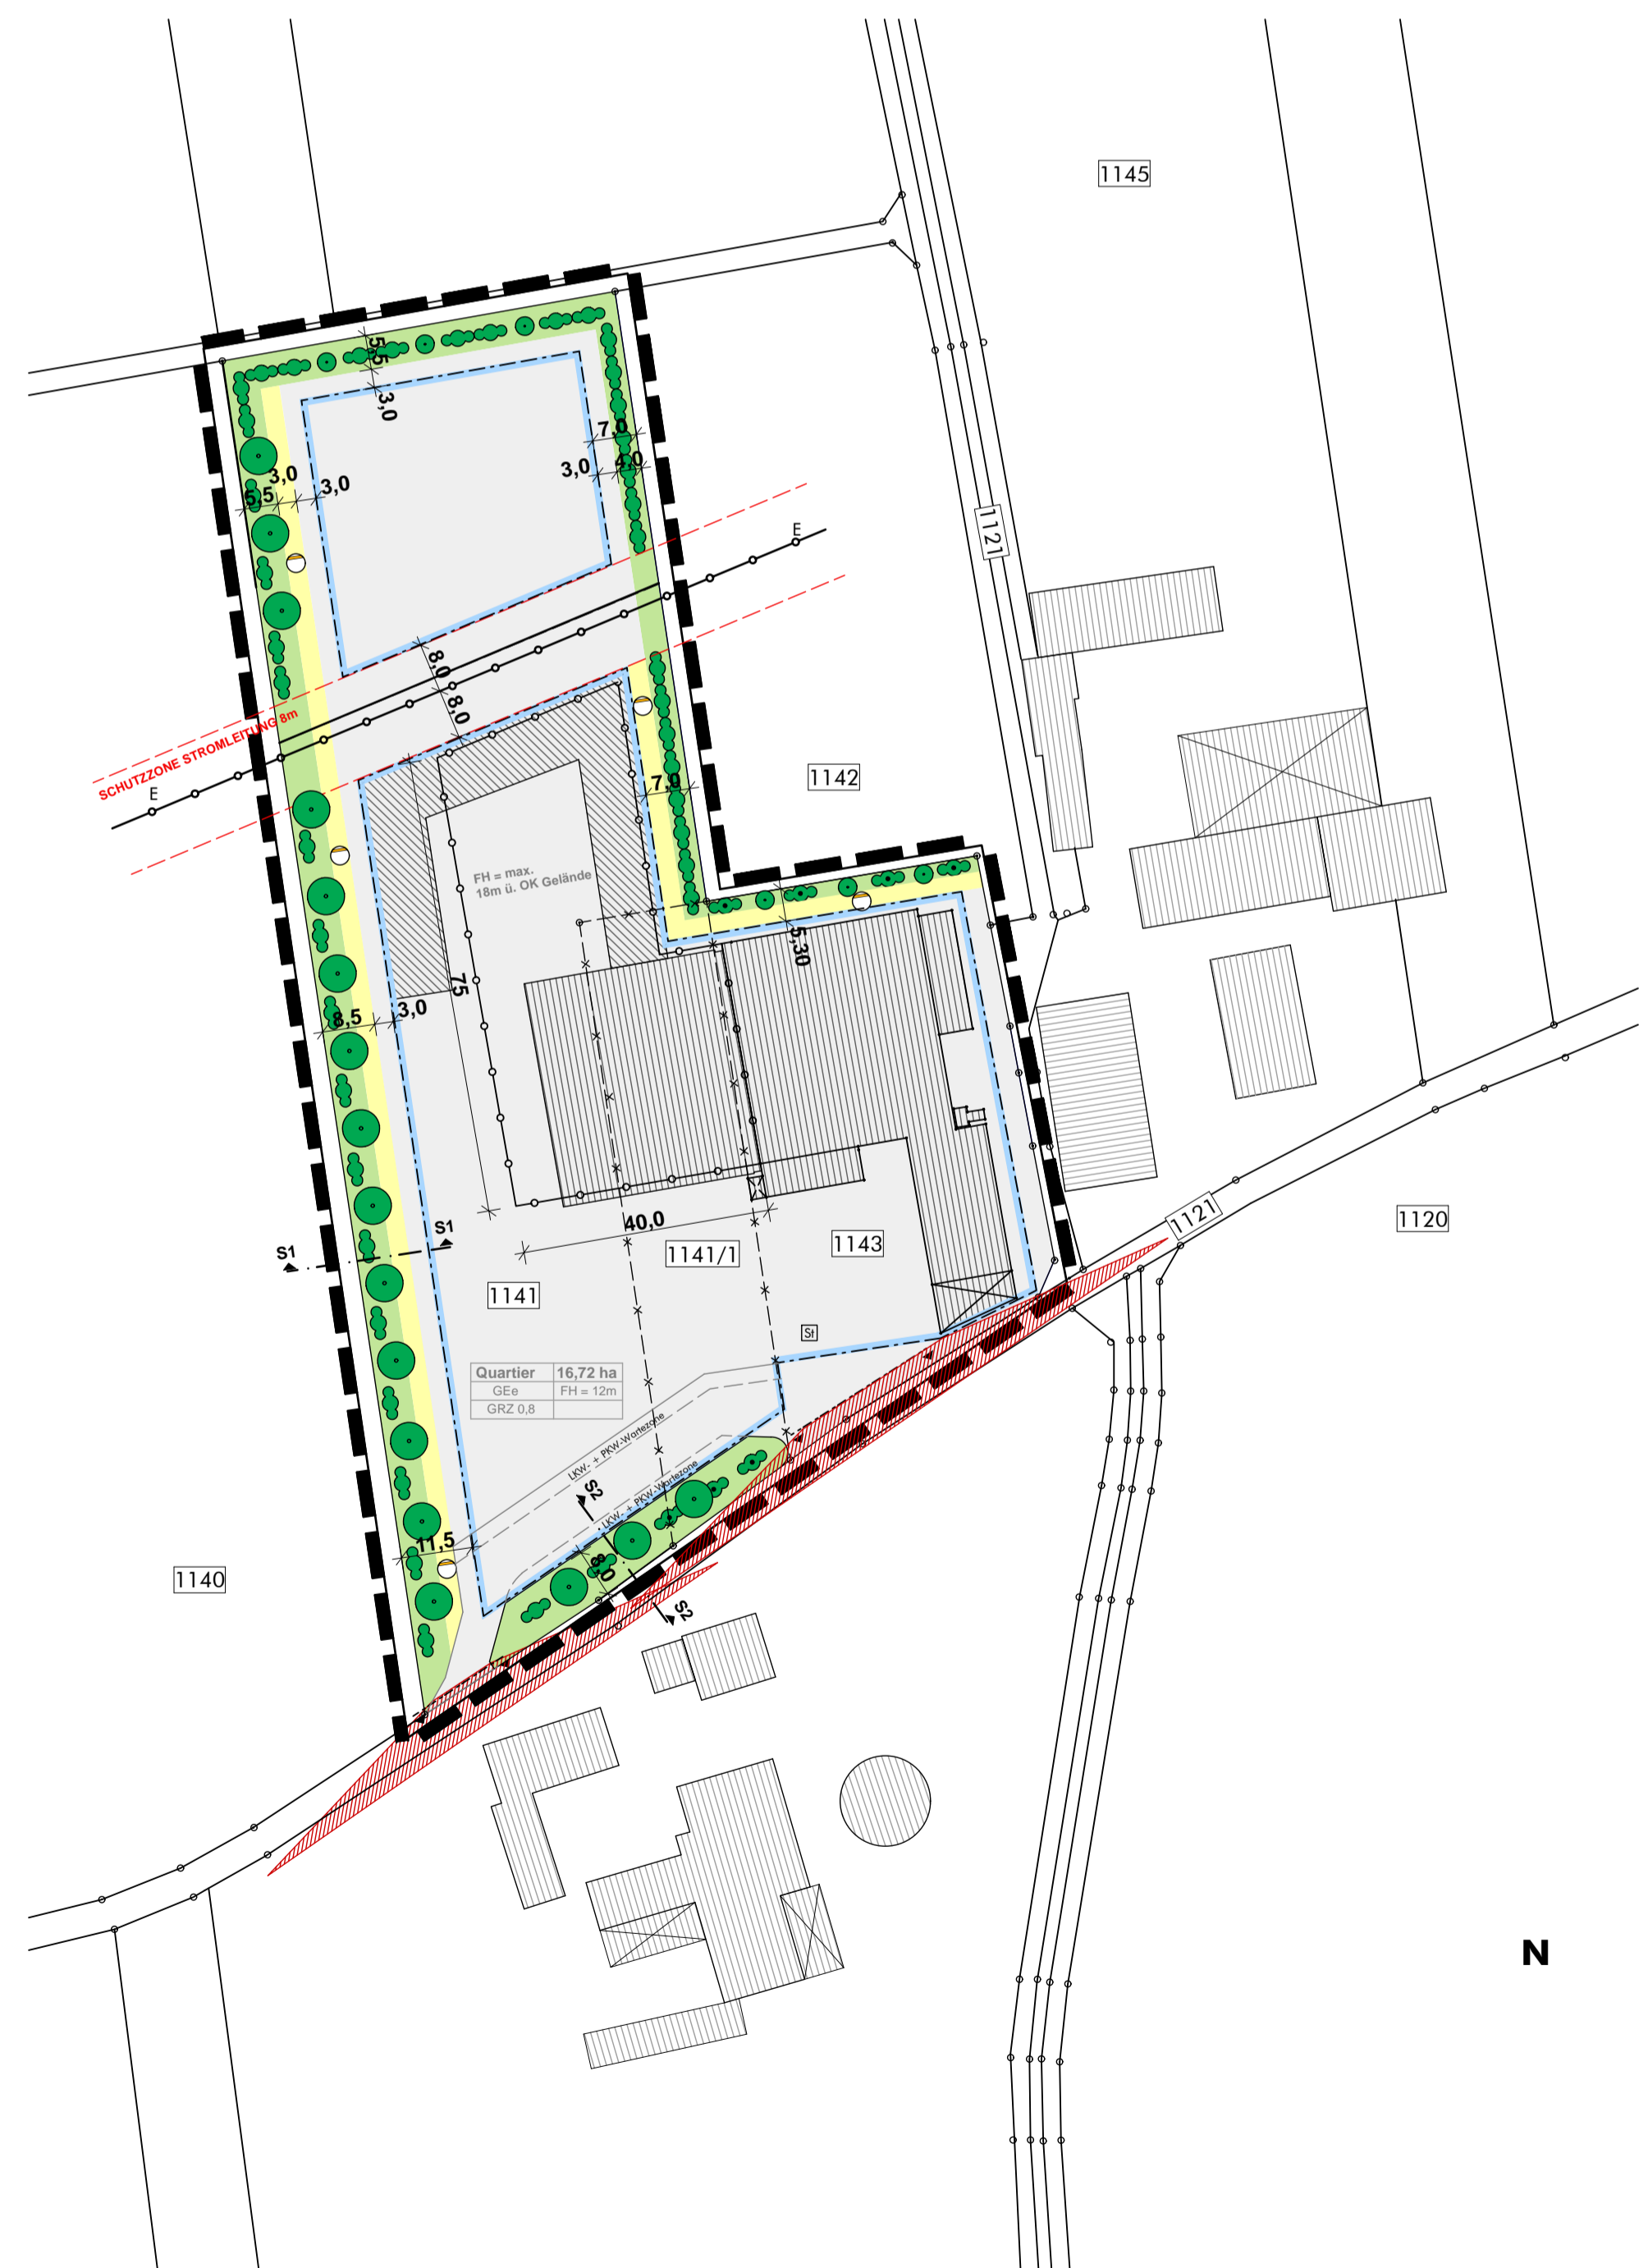 1145
5,5
3,0
7,0
3,0
4,0
3,0
5,5
3,0
1121
E
8,0
8,0
SCHUTZZONE STROMLEITUNG 8m
E
7,0
1142
FH = max.
18m ü. OK Gelände
5,30
75
8,5
3,0
40,0
1121
1120
S1
S1
1141/1
1143
1141
St
Quartier 16,72 ha
GEe FH = 12m
GRZ 0,8
LKW- + PKW-Wartezone
LKW- + PKW-Wartezone
S2
11,5
8,0
1140
S2
N